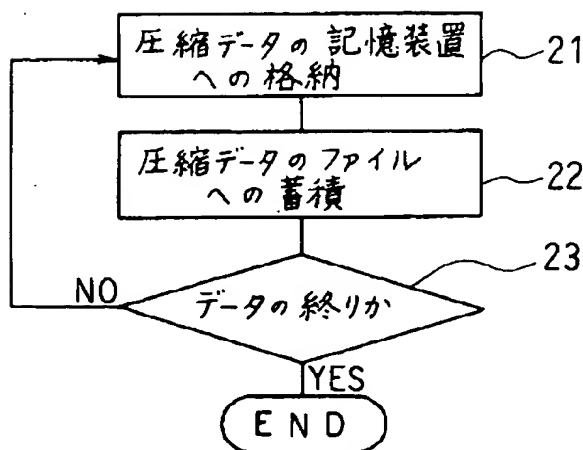 圧縮データの記憶装置
への格納
21
圧縮データのファイル
への蓄積
22
データの終りか
23
NO
YES
END